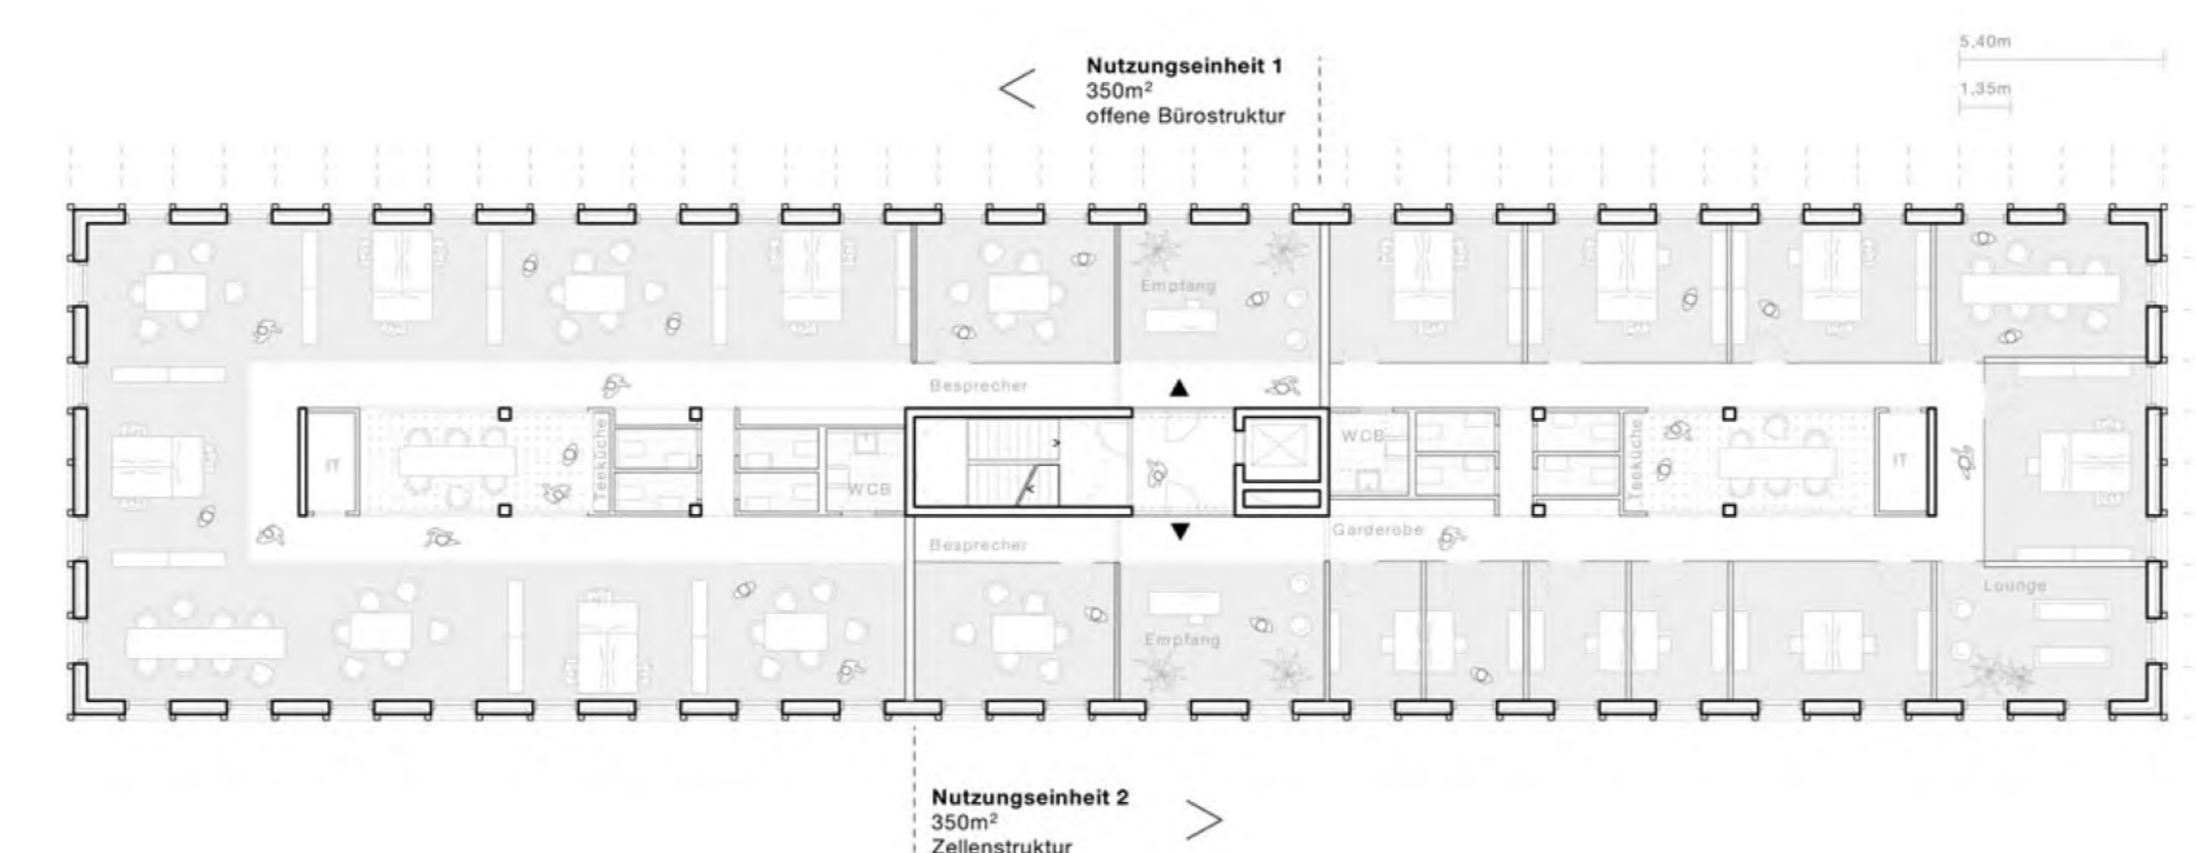 5,40m
Nutzungseinheit 1
350m²
offene Bürostruktur
1,35m
Empfang
Besprecher
IT
Teeküche
WCB
WCB
Teeküche
IT
Besprecher
Garderobe
Empfang
Lounge
Nutzungseinheit 2
350m²
Zellenstruktur